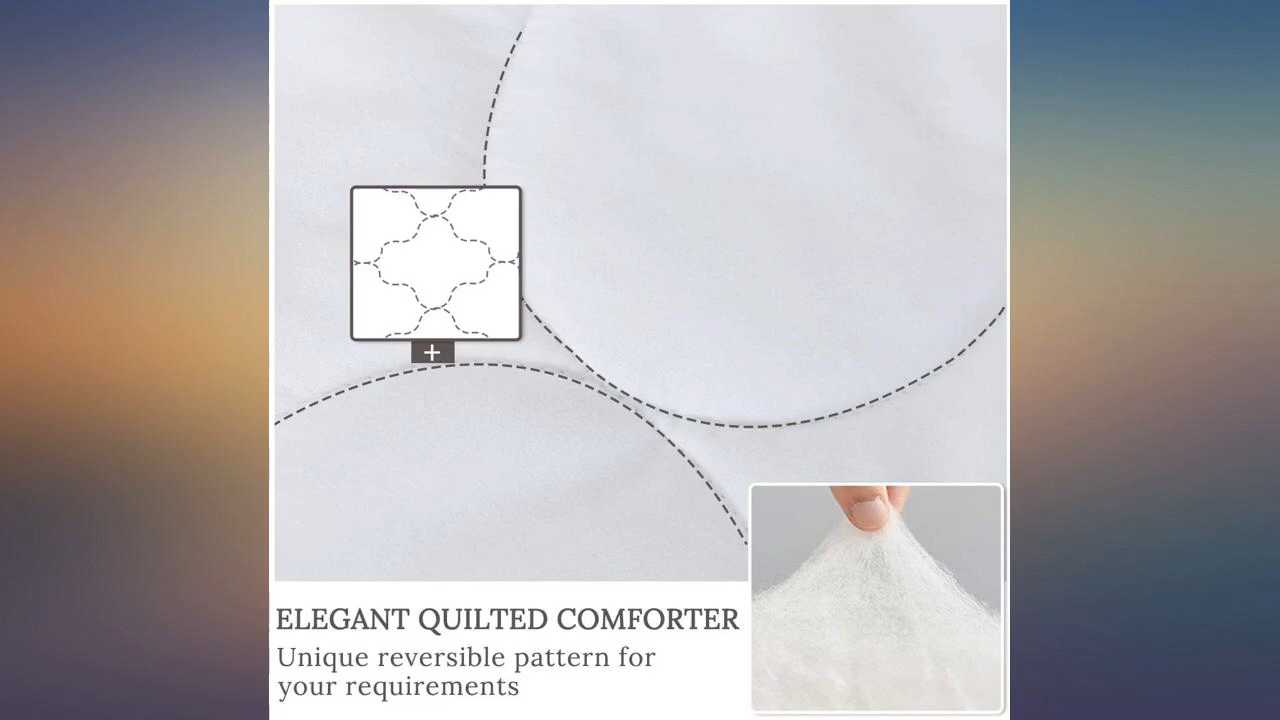 ELEGANT QUILTED COMFORTER
Unique reversible pattern for
your requirements